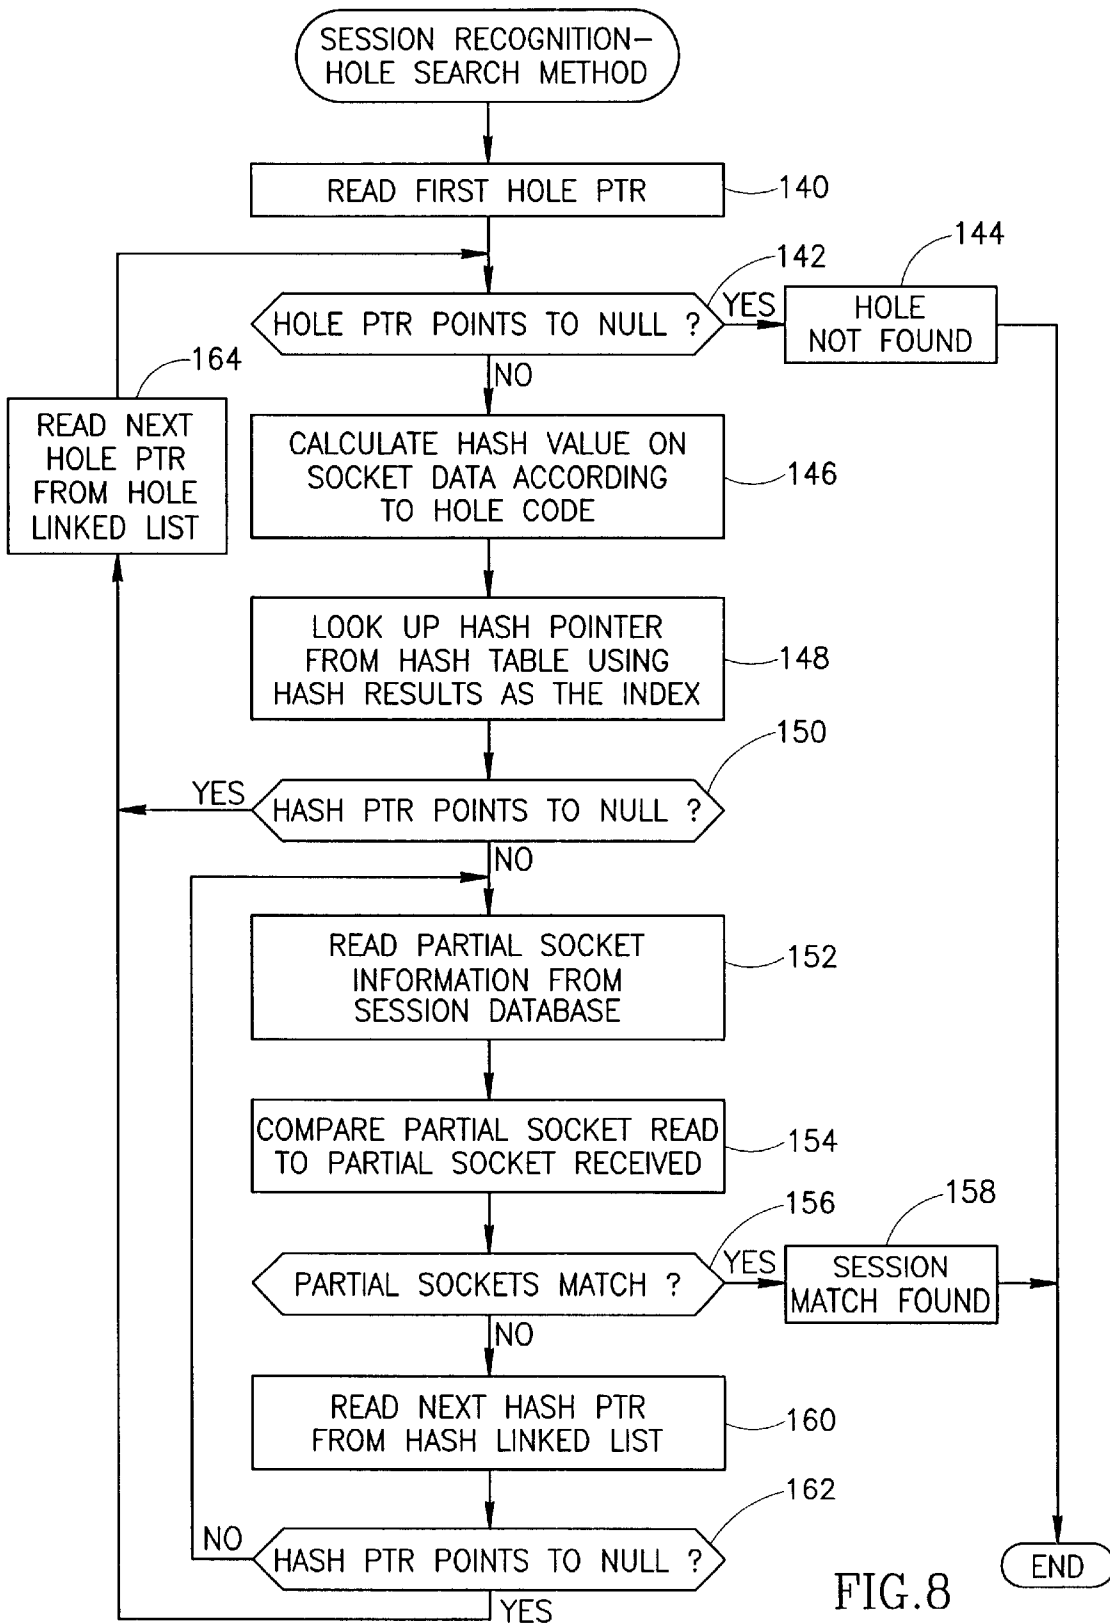 SESSION RECOGNITION-
HOLE SEARCH METHOD
READ FIRST HOLE PTR
140
HOLE PTR POINTS TO NULL ?
142
YES
HOLE
NOT FOUND
144
NO
READ NEXT
HOLE PTR
FROM HOLE
LINKED LIST
164
CALCULATE HASH VALUE ON
SOCKET DATA ACCORDING
TO HOLE CODE
146
LOOK UP HASH POINTER
FROM HASH TABLE USING
HASH RESULTS AS THE INDEX
148
YES
HASH PTR POINTS TO NULL ?
150
NO
READ PARTIAL SOCKET
INFORMATION FROM
SESSION DATABASE
152
COMPARE PARTIAL SOCKET READ
TO PARTIAL SOCKET RECEIVED
154
PARTIAL SOCKETS MATCH ?
156
YES
SESSION
MATCH FOUND
158
NO
READ NEXT HASH PTR
FROM HASH LINKED LIST
160
NO
HASH PTR POINTS TO NULL ?
162
YES
END
FIG.8